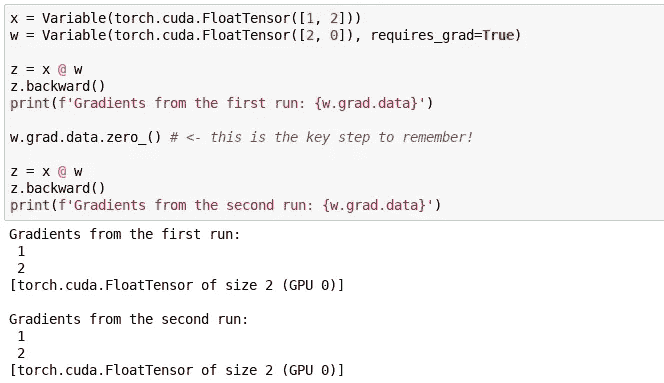 x = Variable(torch.cuda.FloatTensor([1, 2]))
w = Variable(torch.cuda.FloatTensor([2, 0]), requires_grad=True)
z = x @ w
z.backward()
print(f'Gradients from the first run: {w.grad.data}')
w.grad.data.zero_() # <- this is the key step to remember!
z = x @ w
z.backward()
print(f'Gradients from the second run: {w.grad.data}')
Gradients from the first run:
1
2
[torch.cuda.FloatTensor of size 2 (GPU 0)]
Gradients from the second run:
1
2
[torch.cuda.FloatTensor of size 2 (GPU 0)]